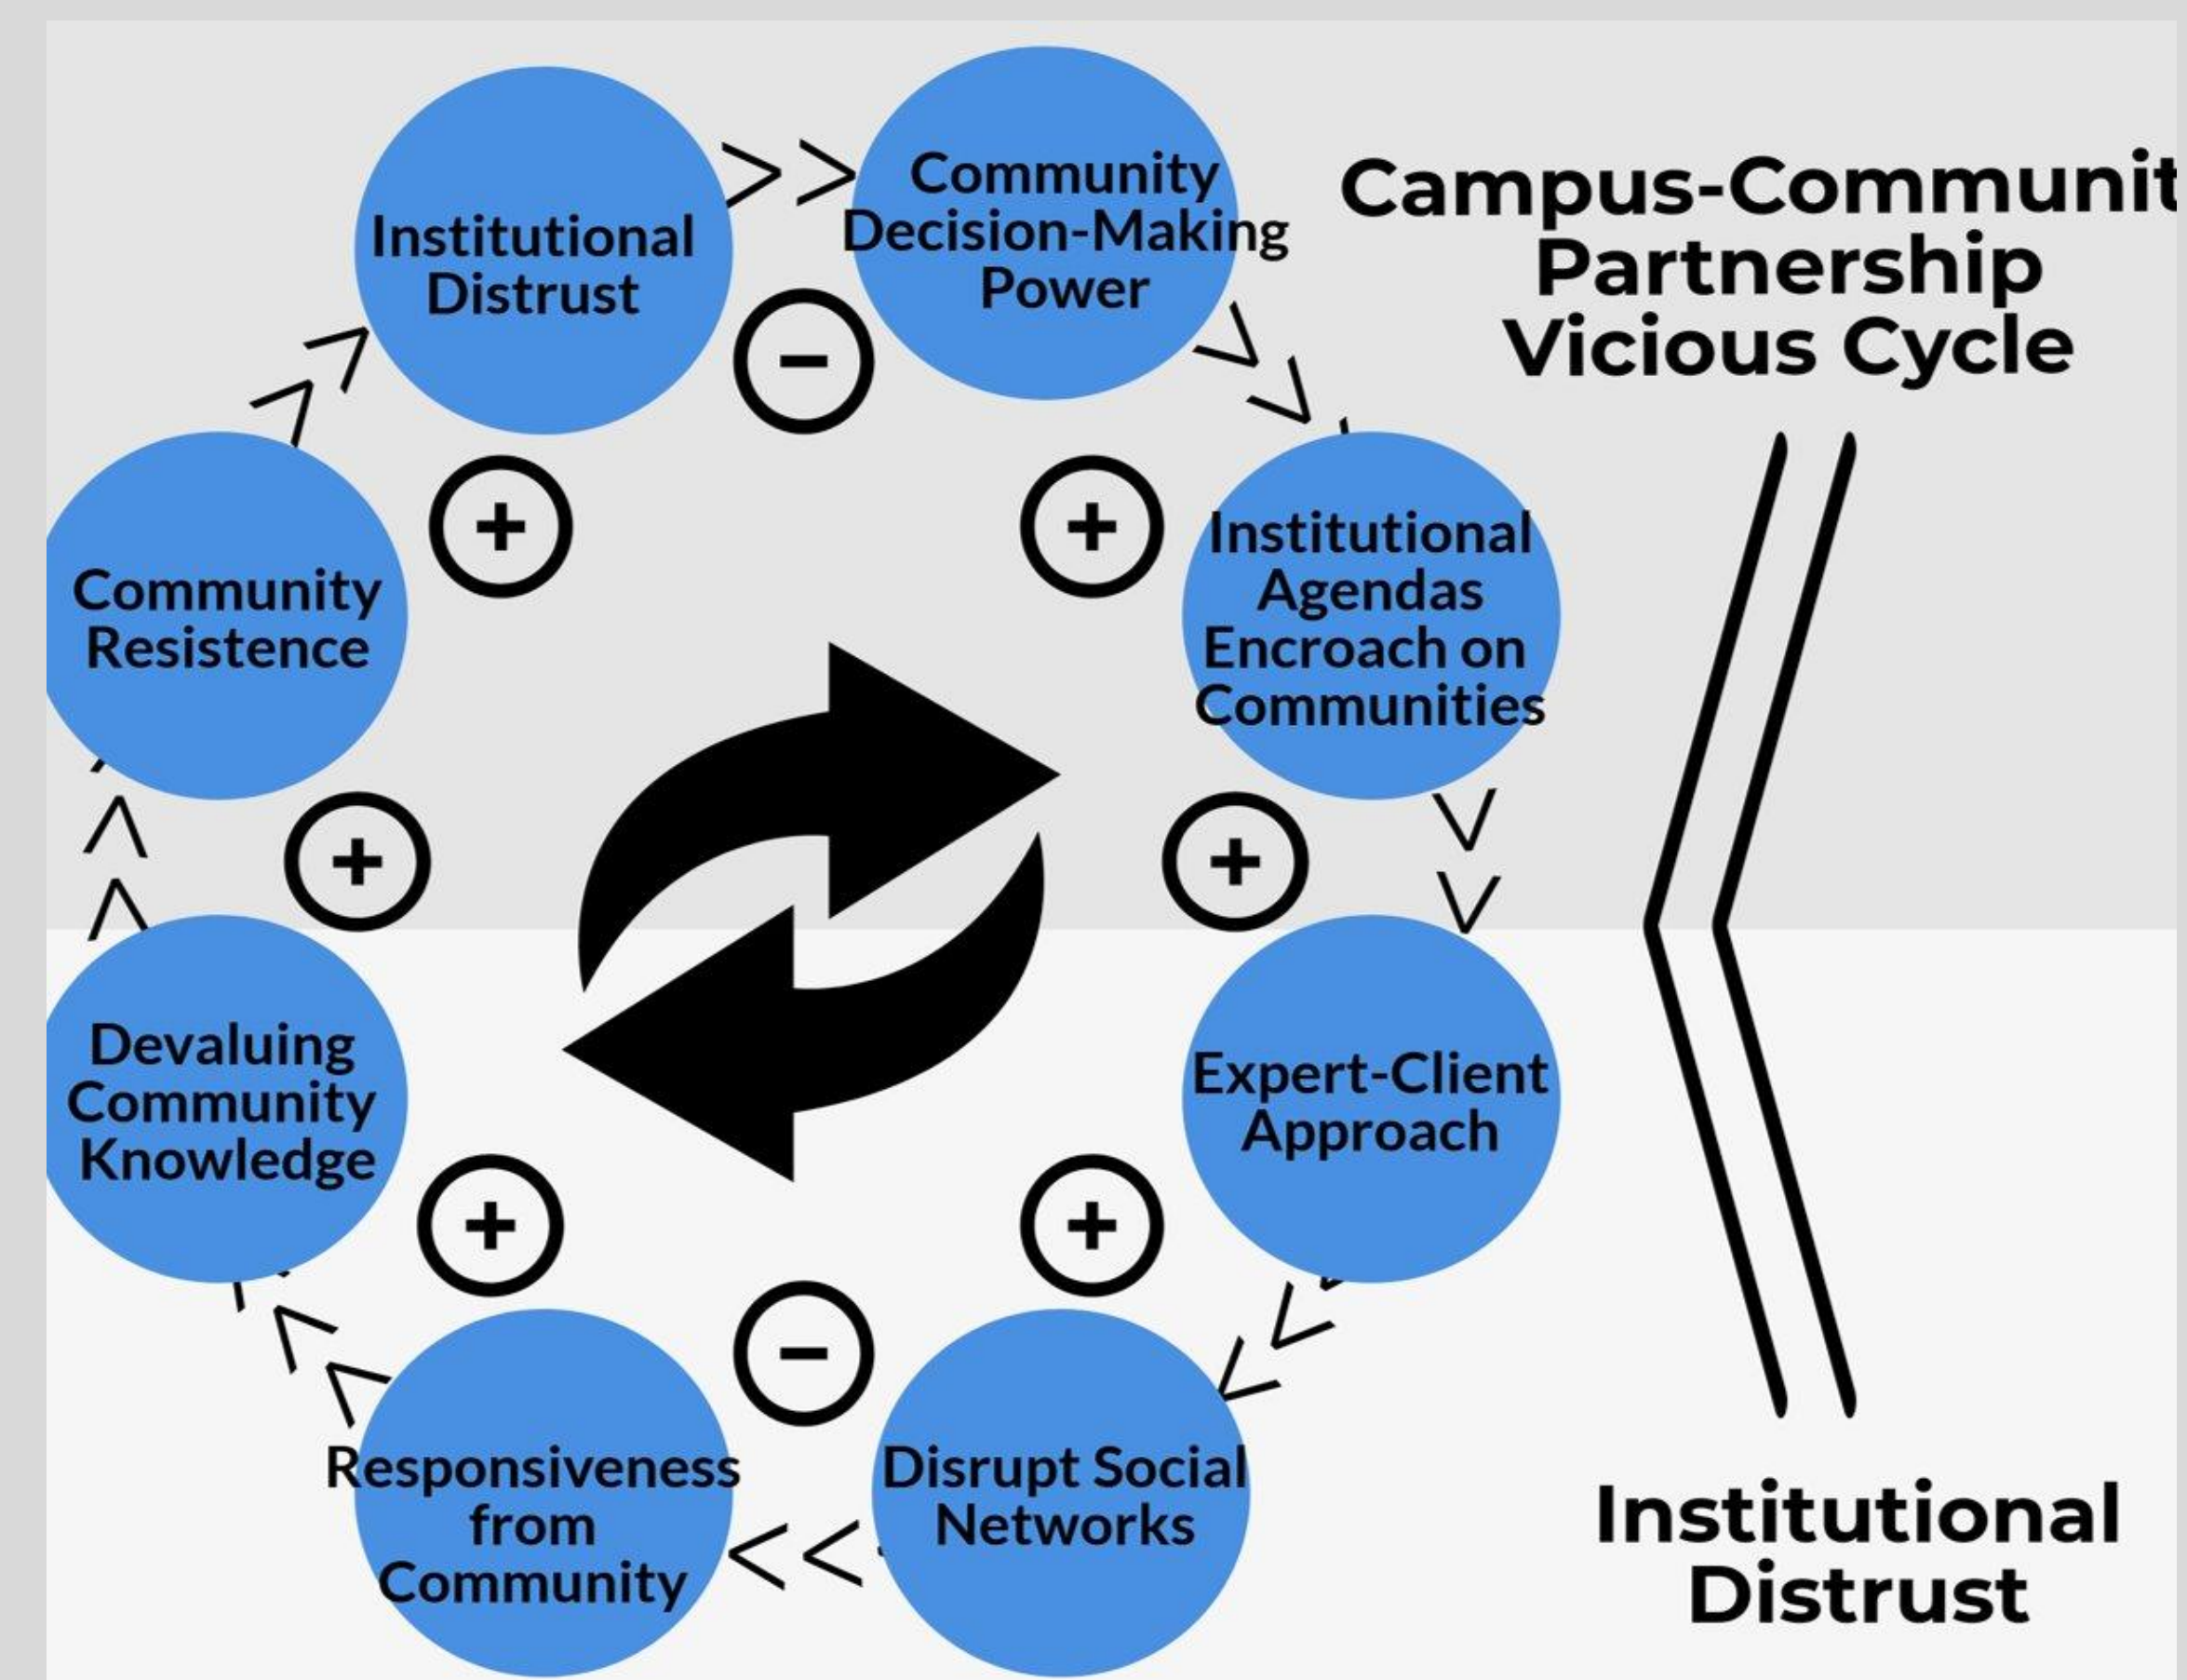 Institutional
Distrust
>>
Community
Decision-Making
Power
Campus-Communit
Partnership
Vicious Cycle
−
+
+
Community
Resistence
Institutional
Agendas
Encroach on
Communities
+
+
Devaluing
Community
Knowledge
Expert-Client
Approach
+
+
−
Responsiveness
from
Community
<<
Disrupt Social
Networks
Institutional
Distrust